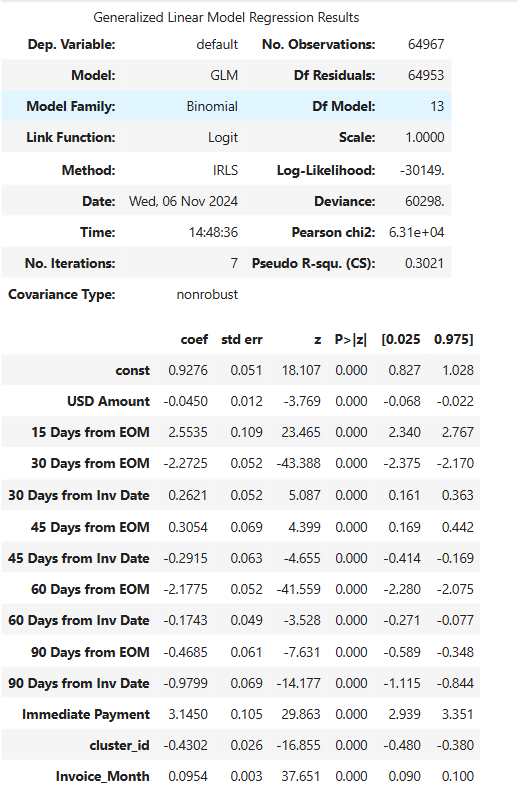 Generalized Linear Model Regression Results
Dep. Variable: default No. Observations: 64967
Model: GLM Df Residuals: 64953
Model Family: Binomial Df Model: 13
Link Function: Logit Scale: 1.0000
Method: IRLS Log-Likelihood: -30149.
Date: Wed, 06 Nov 2024 Deviance: 60298.
Time: 14:48:36 Pearson chi2: 6.31e+04
No. Iterations: 7 Pseudo R-squ. (CS): 0.3021
Covariance Type: nonrobust
coef std err z P>|z| [0.025 0.975]
const 0.9276 0.051 18.107 0.000 0.827 1.028
USD Amount -0.0450 0.012 -3.769 0.000 -0.068 -0.022
15 Days from EOM 2.5535 0.109 23.465 0.000 2.340 2.767
30 Days from EOM -2.2725 0.052 -43.388 0.000 -2.375 -2.170
30 Days from Inv Date 0.2621 0.052 5.087 0.000 0.161 0.363
45 Days from EOM 0.3054 0.069 4.399 0.000 0.169 0.442
45 Days from Inv Date -0.2915 0.063 -4.655 0.000 -0.414 -0.169
60 Days from EOM -2.1775 0.052 -41.559 0.000 -2.280 -2.075
60 Days from Inv Date -0.1743 0.049 -3.528 0.000 -0.271 -0.077
90 Days from EOM -0.4685 0.061 -7.631 0.000 -0.589 -0.348
90 Days from Inv Date -0.9799 0.069 -14.177 0.000 -1.115 -0.844
Immediate Payment 3.1450 0.105 29.863 0.000 2.939 3.351
cluster_id -0.4302 0.026 -16.855 0.000 -0.480 -0.380
Invoice_Month 0.0954 0.003 37.651 0.000 0.090 0.100